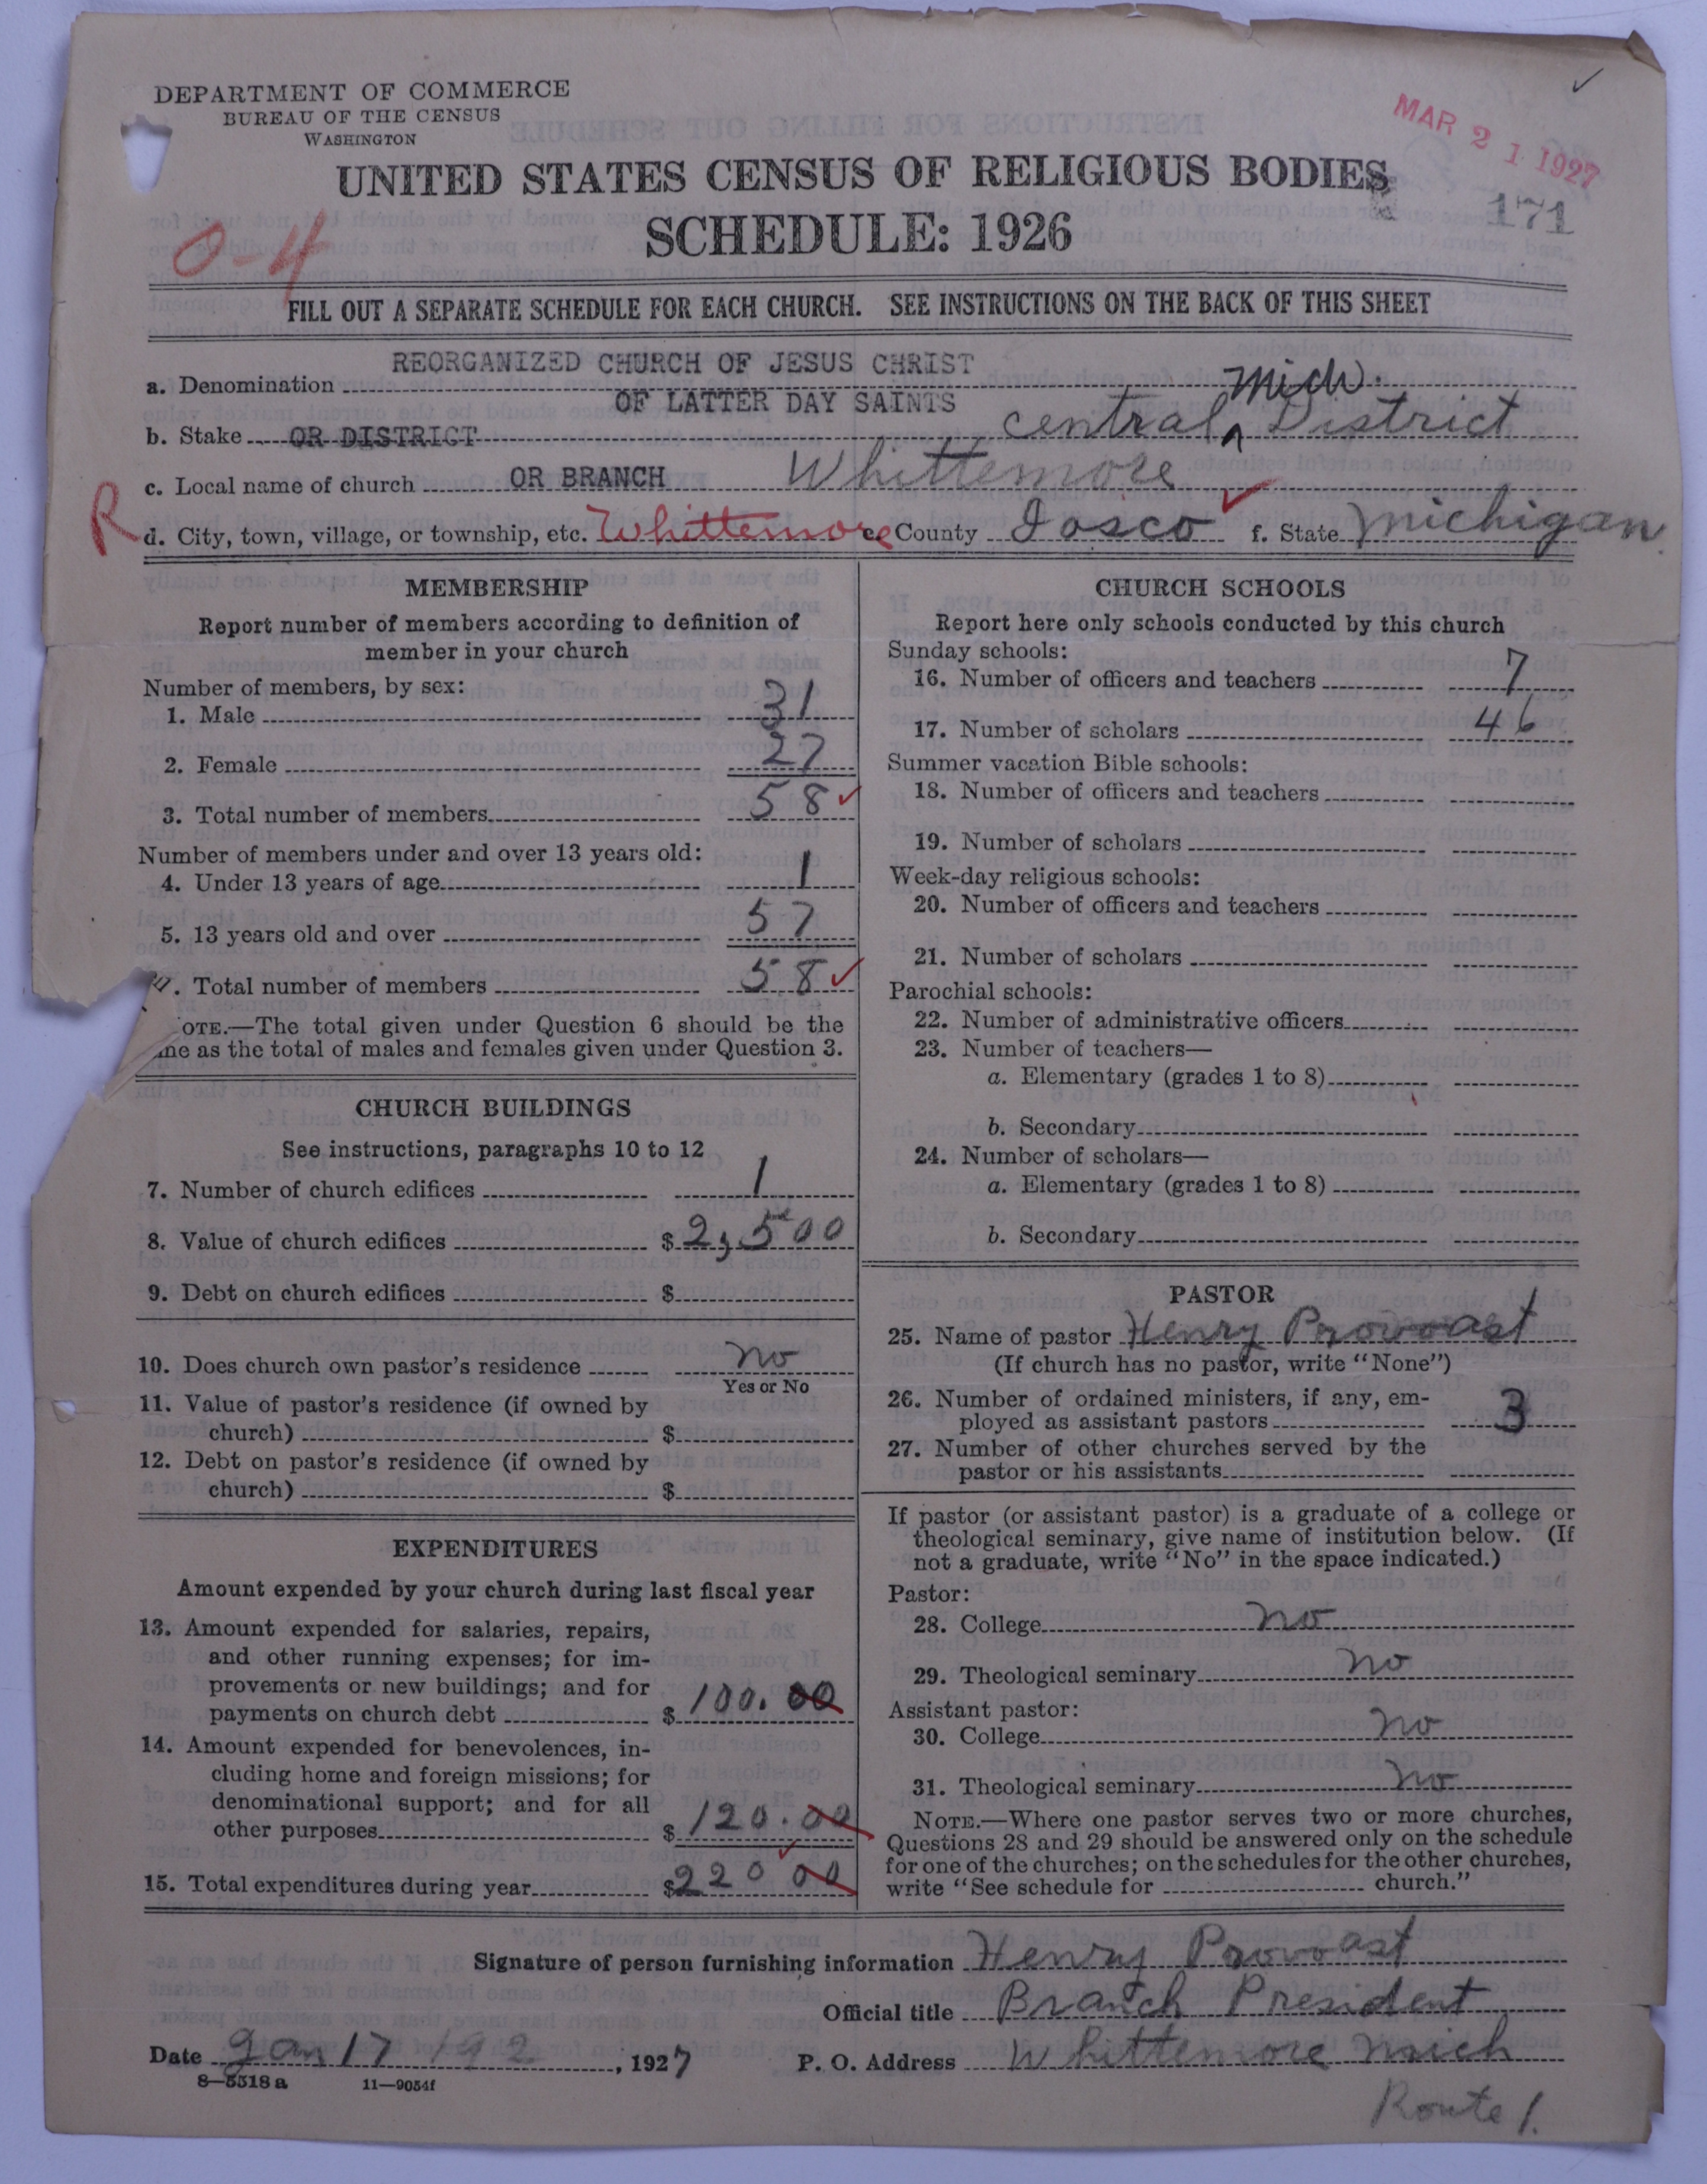 DEPARTMENT OF COMMERCE
BUREAU OF THE CENSUS
WASHINGTON
MAR 21 1927
UNITED STATES CENSUS OF RELIGIOUS BODIES
171
SCHEDULE: 1926
0-4
FILL OUT A SEPARATE SCHEDULE FOR EACH CHURCH. SEE INSTRUCTIONS ON THE BACK OF THIS SHEET
REORGANIZED CHURCH OF JESUS CHRIST
a. Denomination
OF LATTER DAY SAINTS
Mich.
b. Stake OR DISTRICT central ^ District
c. Local name of church OR BRANCH Whittemore
R
d. City, town, village, or township, etc. Whittemore e. County Iosco f. State Michigan
MEMBERSHIP
Report number of members according to definition of
member in your church
Number of members, by sex:
1. Male 31
2. Female 27
3. Total number of members 58
Number of members under and over 13 years old:
4. Under 13 years of age 1
5. 13 years old and over 57
. Total number of members 58
OTE.—The total given under Question 6 should be the
me as the total of males and females given under Question 3.
CHURCH BUILDINGS
See instructions, paragraphs 10 to 12
7. Number of church edifices 1
8. Value of church edifices $2,500
9. Debt on church edifices $
10. Does church own pastor's residence no
Yes or No
11. Value of pastor's residence (if owned by
church) $
12. Debt on pastor's residence (if owned by
church) $
EXPENDITURES
Amount expended by your church during last fiscal year
13. Amount expended for salaries, repairs,
and other running expenses; for im-
provements or new buildings; and for
payments on church debt $100.00
14. Amount expended for benevolences, in-
cluding home and foreign missions; for
denominational support; and for all
other purposes $120.00
15. Total expenditures during year $220 00
CHURCH SCHOOLS
Report here only schools conducted by this church
Sunday schools:
16. Number of officers and teachers 7
17. Number of scholars 46
Summer vacation Bible schools:
18. Number of officers and teachers
19. Number of scholars
Week-day religious schools:
20. Number of officers and teachers
21. Number of scholars
Parochial schools:
22. Number of administrative officers
23. Number of teachers—
a. Elementary (grades 1 to 8)
b. Secondary
24. Number of scholars—
a. Elementary (grades 1 to 8)
b. Secondary
PASTOR
25. Name of pastor Henry Provoast
(If church has no pastor, write "None")
26. Number of ordained ministers, if any, em-
ployed as assistant pastors 3
27. Number of other churches served by the
pastor or his assistants
If pastor (or assistant pastor) is a graduate of a college or
theological seminary, give name of institution below. (If
not a graduate, write "No" in the space indicated.)
Pastor:
28. College no
29. Theological seminary no
Assistant pastor:
30. College no
31. Theological seminary no
NOTE.—Where one pastor serves two or more churches,
Questions 28 and 29 should be answered only on the schedule
for one of the churches; on the schedules for the other churches,
write "See schedule for church."
Signature of person furnishing information Henry Provoast
Official title Branch President
Date Jan 17 192 , 1927 P. O. Address Whittemore Mich
8—5518 a 11—9054f
Route 1.